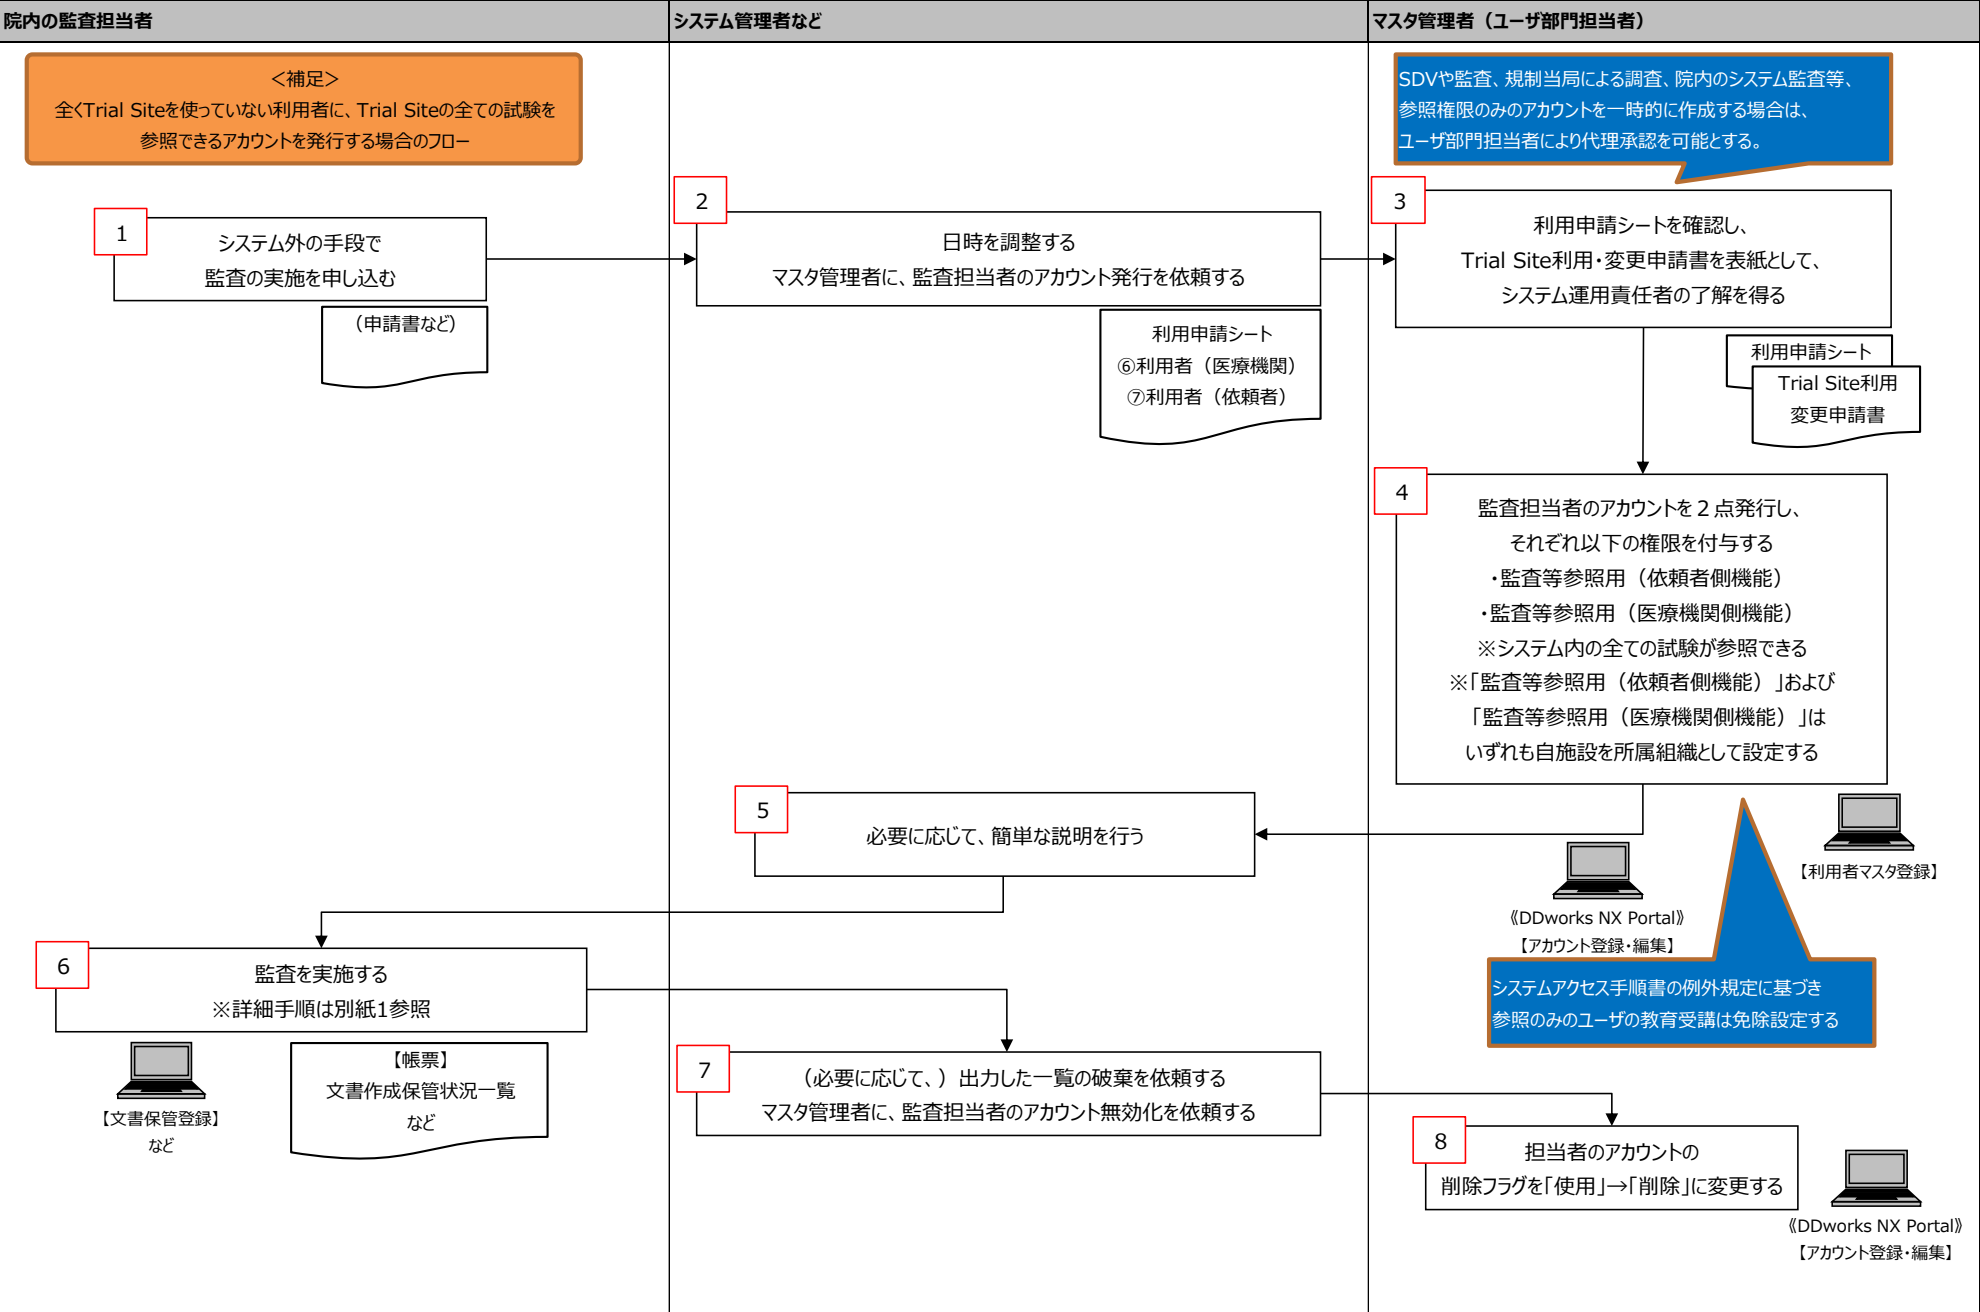 院内の監査担当者
システム管理者など
マスタ管理者（ユーザ部門担当者）
＜補足＞
全くTrial Siteを使っていない利用者に、Trial Siteの全ての試験を
参照できるアカウントを発行する場合のフロー
SDVや監査、規制当局による調査、院内のシステム監査等、
参照権限のみのアカウントを一時的に作成する場合は、
ユーザ部門担当者により代理承認を可能とする。
1
システム外の手段で
監査の実施を申し込む
（申請書など）
2
日時を調整する
マスタ管理者に、監査担当者のアカウント発行を依頼する
利用申請シート
⑥利用者（医療機関）
⑦利用者（依頼者）
3
利用申請シートを確認し、
Trial Site利用・変更申請書を表紙として、
システム運用責任者の了解を得る
利用申請シート
Trial Site利用
変更申請書
4
監査担当者のアカウントを２点発行し、
それぞれ以下の権限を付与する
・監査等参照用（依頼者側機能）
・監査等参照用（医療機関側機能）
※システム内の全ての試験が参照できる
※「監査等参照用（依頼者側機能）」および
「監査等参照用（医療機関側機能）」は
いずれも自施設を所属組織として設定する
【利用者マスタ登録】
《DDworks NX Portal》
【アカウント登録・編集】
システムアクセス手順書の例外規定に基づき
参照のみのユーザの教育受講は免除設定する
5
必要に応じて、簡単な説明を行う
6
監査を実施する
※詳細手順は別紙1参照
【文書保管登録】
など
【帳票】
文書作成保管状況一覧
など
7
（必要に応じて、）出力した一覧の破棄を依頼する
マスタ管理者に、監査担当者のアカウント無効化を依頼する
8
担当者のアカウントの
削除フラグを「使用」→「削除」に変更する
《DDworks NX Portal》
【アカウント登録・編集】